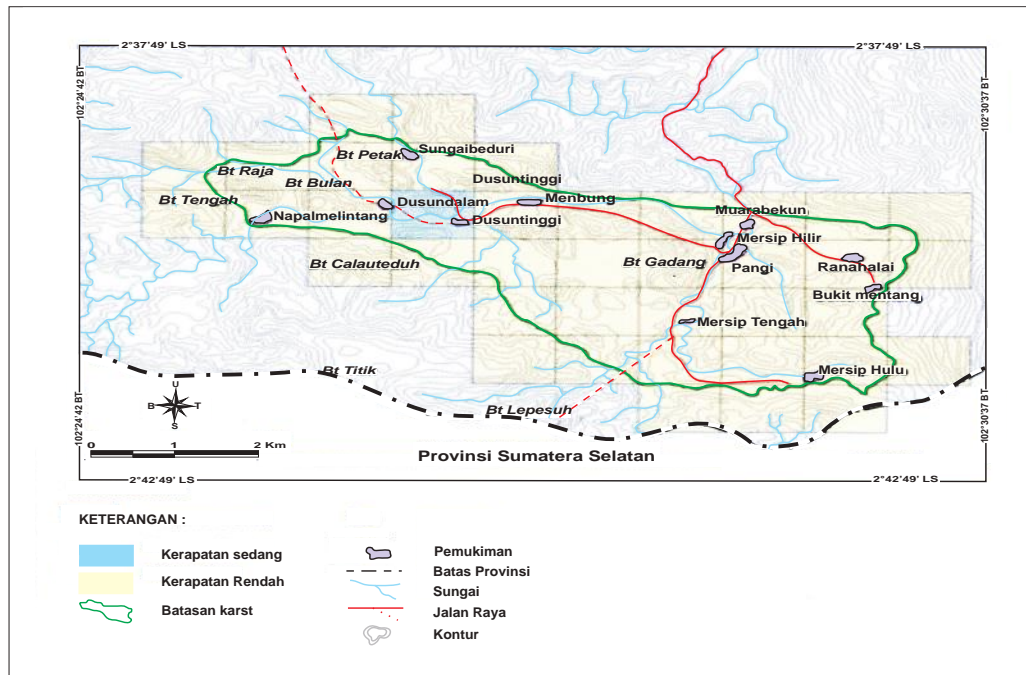 2°37'49' LS
2°37'49' LS
102°24'42 BT
102°30'37 BT
Bt Petak
Sungaibeduri
Bt Raja
Bt Bulan
Dusuntinggi
Bt Tengah
Napalmelintang
Dusundalam
Menbung
Dusuntinggi
Muarabekun
Mersip Hilir
Bt Calauteduh
Bt Gadang
Pangi
Ranahalai
Bukit mentang
Mersip Tengah
Bt Titik
Mersip Hulu
Bt Lepesuh
U
B
T
S
102°24'42 BT
102°30'37 BT
0 1 2 Km
Provinsi Sumatera Selatan
2°42'49' LS
2°42'49' LS
KETERANGAN :
Kerapatan sedang
Kerapatan Rendah
Batasan karst
Pemukiman
Batas Provinsi
Sungai
Jalan Raya
Kontur